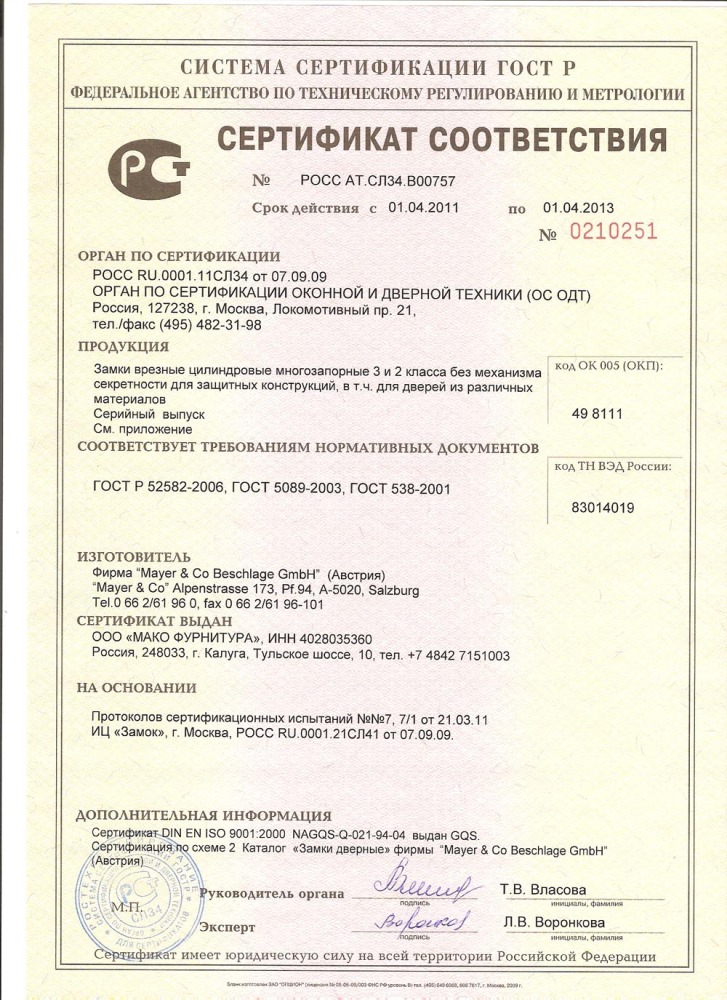 СИСТЕМА СЕРТИФИКАЦИИ ГОСТ Р
ФЕДЕРАЛЬНОЕ АГЕНТСТВО ПО ТЕХНИЧЕСКОМУ РЕГУЛИРОВАНИЮ И МЕТРОЛОГИИ
СЕРТИФИКАТ СООТВЕТСТВИЯ
№ РОСС АТ.СЛ34.В00757
Срок действия с 01.04.2011 по 01.04.2013
№ 0210251
ОРГАН ПО СЕРТИФИКАЦИИ
РОСС RU.0001.11СЛ34 от 07.09.09
ОРГАН ПО СЕРТИФИКАЦИИ ОКОННОЙ И ДВЕРНОЙ ТЕХНИКИ (ОС ОДТ)
Россия, 127238, г. Москва, Локомотивный пр. 21,
тел./факс (495) 482-31-98
ПРОДУКЦИЯ
Замки врезные цилиндровые многозапорные 3 и 2 класса без механизма
секретности для защитных конструкций, в т.ч. для дверей из различных
материалов
Серийный выпуск
См. приложение
код ОК 005 (ОКП):
49 8111
СООТВЕТСТВУЕТ ТРЕБОВАНИЯМ НОРМАТИВНЫХ ДОКУМЕНТОВ
ГОСТ Р 52582-2006, ГОСТ 5089-2003, ГОСТ 538-2001
код ТН ВЭД России:
83014019
ИЗГОТОВИТЕЛЬ
Фирма “Mayer & Co Beschlage GmbH” (Австрия)
“Mayer & Co” Alpenstrasse 173, Pf.94, A-5020, Salzburg
Tel.0 66 2/61 96 0, fax 0 66 2/61 96-101
СЕРТИФИКАТ ВЫДАН
ООО «МАКО ФУРНИТУРА», ИНН 4028035360
Россия, 248033, г. Калуга, Тульское шоссе, 10, тел. +7 4842 7151003
НА ОСНОВАНИИ
Протоколов сертификационных испытаний №№7, 7/1 от 21.03.11
ИЦ «Замок», г. Москва, РОСС RU.0001.21СЛ41 от 07.09.09.
ДОПОЛНИТЕЛЬНАЯ ИНФОРМАЦИЯ
Сертификат DIN EN ISO 9001:2000 NAGQS-Q-021-94-04 выдан GQS.
Сертификация по схеме 2 Каталог «Замки дверные» фирмы “Mayer & Co Beschlage GmbH”
(Австрия)
М.П.
СЛ34
Руководитель органа
подпись
Т.В. Власова
инициалы, фамилия
Эксперт
подпись
Л.В. Воронкова
инициалы, фамилия
Сертификат имеет юридическую силу на всей территории Российской Федерации